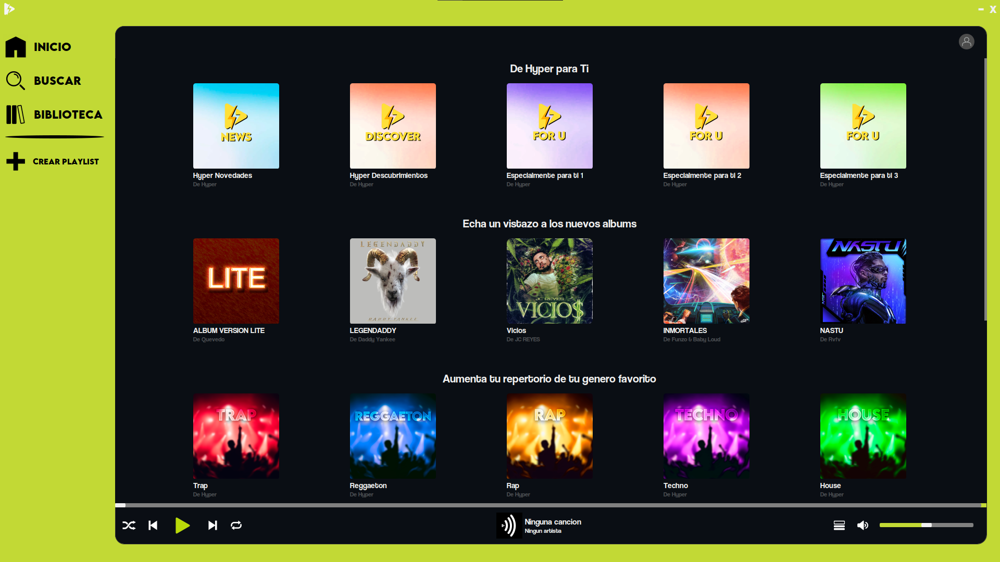 - X
INICIO
BUSCAR
BIBLIOTECA
CREAR PLAYLIST
De Hyper para Ti
NEWS
DISCOVER
FOR U
FOR U
FOR U
Hyper Novedades
De Hyper
Hyper Descubrimientos
De Hyper
Especialmente para ti 1
De Hyper
Especialmente para ti 2
De Hyper
Especialmente para ti 3
De Hyper
Echa un vistazo a los nuevos albums
LITE
LEGENDADDY
DADDY YANKEE
JC REYES
VICIO$
NASTU
ALBUM VERSION LITE
De Quevedo
LEGENDADDY
De Daddy Yankee
Vicios
De JC REYES
INMORTALES
De Funzo & Baby Loud
NASTU
De Rvfv
Aumenta tu repertorio de tu genero favorito
TRAP
REGGAETON
RAP
TECHNO
HOUSE
Trap
De Hyper
Reggaeton
De Hyper
Rap
De Hyper
Techno
De Hyper
House
De Hyper
Ninguna cancion
Ningun artista